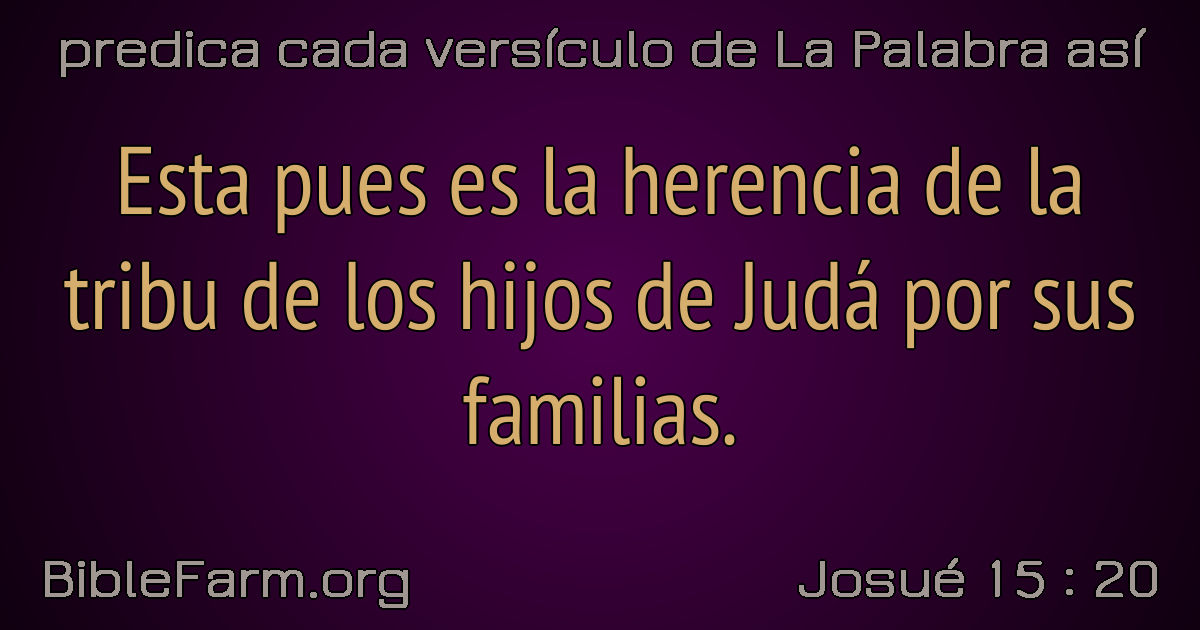 predica cada versículo de La Palabra así
Esta pues es la herencia de la
tribu de los hijos de Judá por sus
familias.
BibleFarm.org
Josué 15 : 20